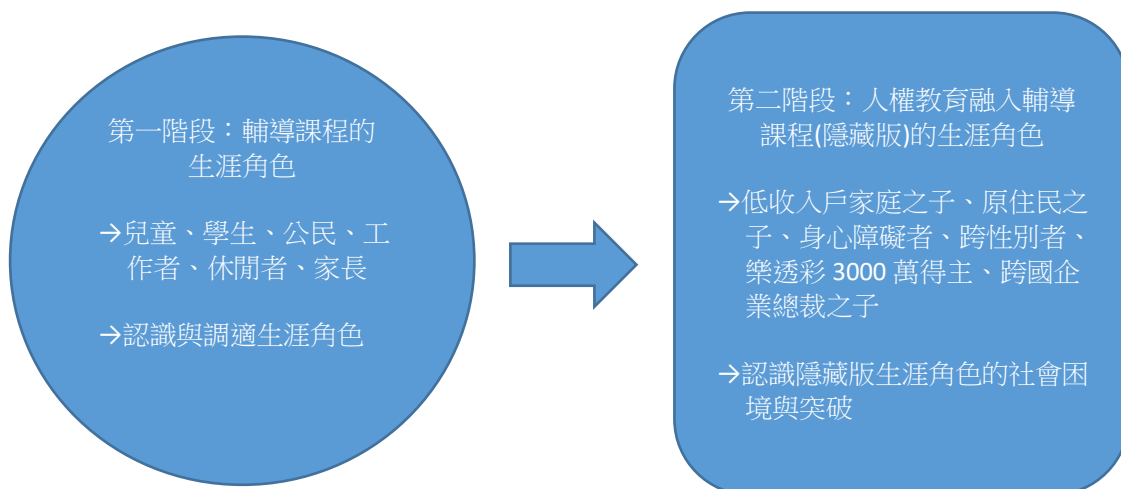 第一階段：輔導課程的
生涯角色
→兒童、學生、公民、工
作者、休閒者、家長
→認識與調適生涯角色
第二階段：人權教育融入輔導
課程(隱藏版)的生涯角色
→低收入戶家庭之子、原住民之
子、身心障礙者、跨性別者、
樂透彩 3000 萬得主、跨國企
業總裁之子
→認識隱藏版生涯角色的社會困
境與突破